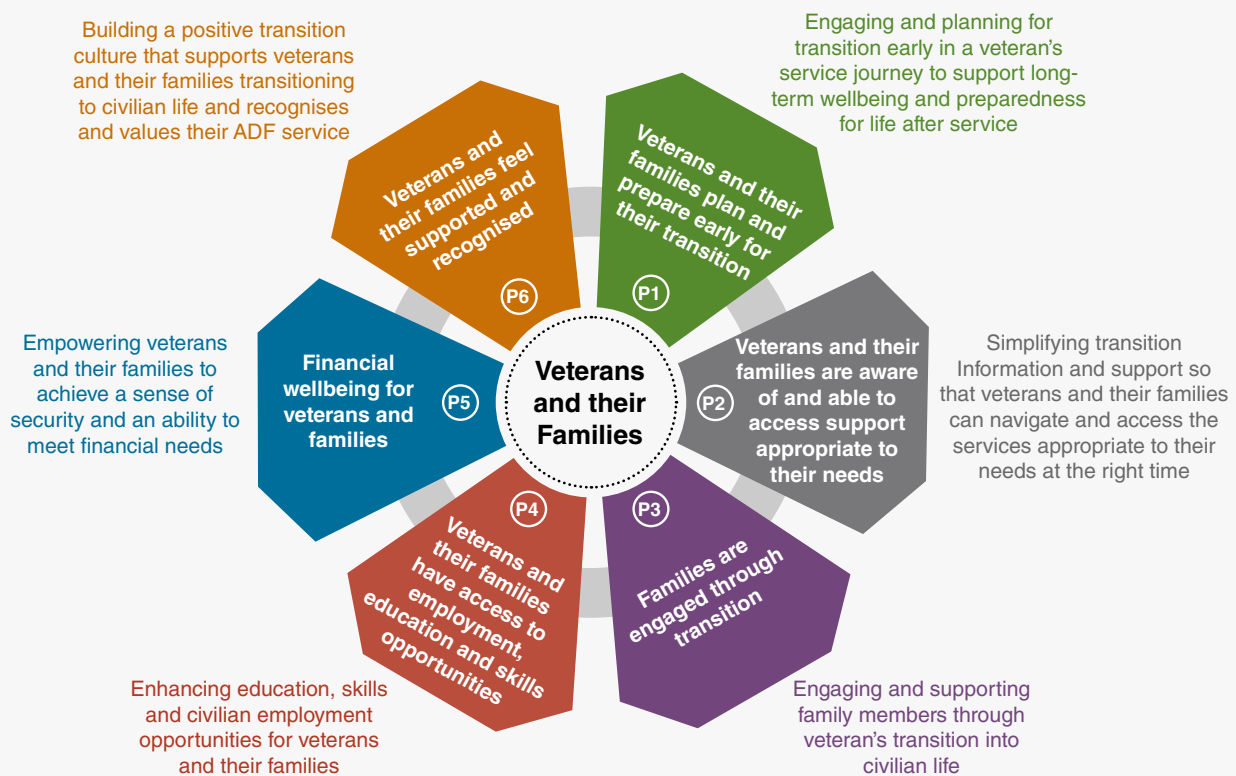 Building a positive transition
culture that supports veterans
and their families transitioning
to civilian life and recognises
and values their ADF service
Engaging and planning for
transition early in a veteran's
service journey to support long-
term wellbeing and preparedness
for life after service
Veterans and
their families feel
supported and
recognised
P6
Veterans and their
families plan and
prepare early for
their transition
P1
Empowering veterans
and their families to
achieve a sense of
security and an ability to
meet financial needs
Financial
wellbeing for
veterans and
families
P5
Veterans
and their
Families
P2
Veterans and their
families are aware
of and able to
access support
appropriate to
their needs
Simplifying transition
Information and support so
that veterans and their families
can navigate and access the
services appropriate to their
needs at the right time
P4
Veterans and
their families
have access to
employment,
education and skills
opportunities
P3
Families are
engaged through
transition
Enhancing education, skills
and civilian employment
opportunities for veterans
and their families
Engaging and supporting
family members through
veteran's transition into
civilian life